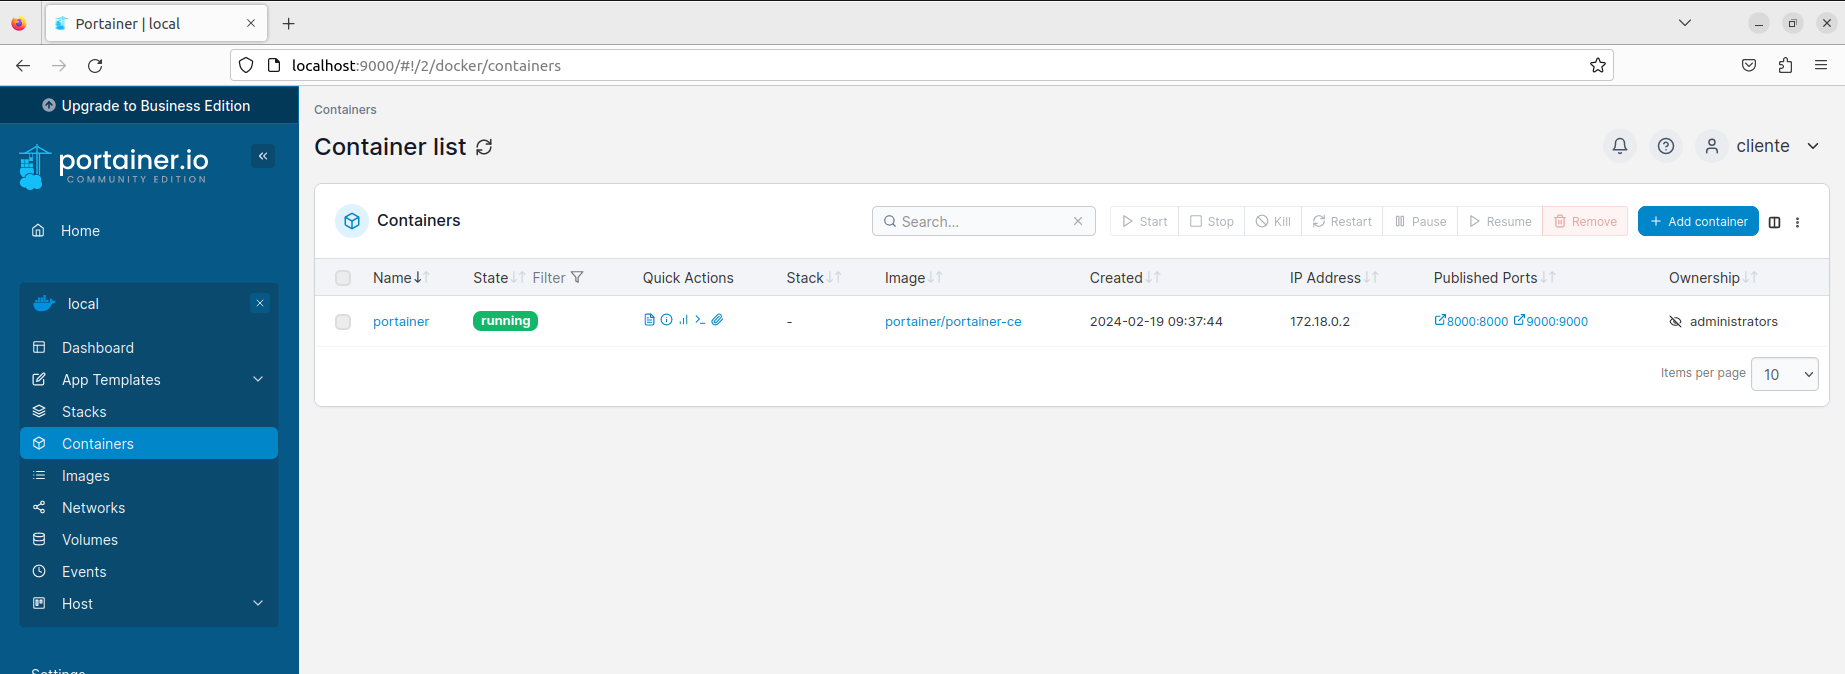 Portainer | local
localhost:9000/#!/2/docker/containers
Upgrade to Business Edition
portainer.io
COMMUNITY EDITION
Home
local
Dashboard
App Templates
Stacks
Containers
Images
Networks
Volumes
Events
Host
Settings
Containers
Container list
cliente
Containers
Search...
Start Stop Kill Restart Pause Resume Remove + Add container
Name State Filter Quick Actions Stack Image Created IP Address Published Ports Ownership
portainer running - portainer/portainer-ce 2024-02-19 09:37:44 172.18.0.2 8000:8000 9000:9000 administrators
Items per page 10